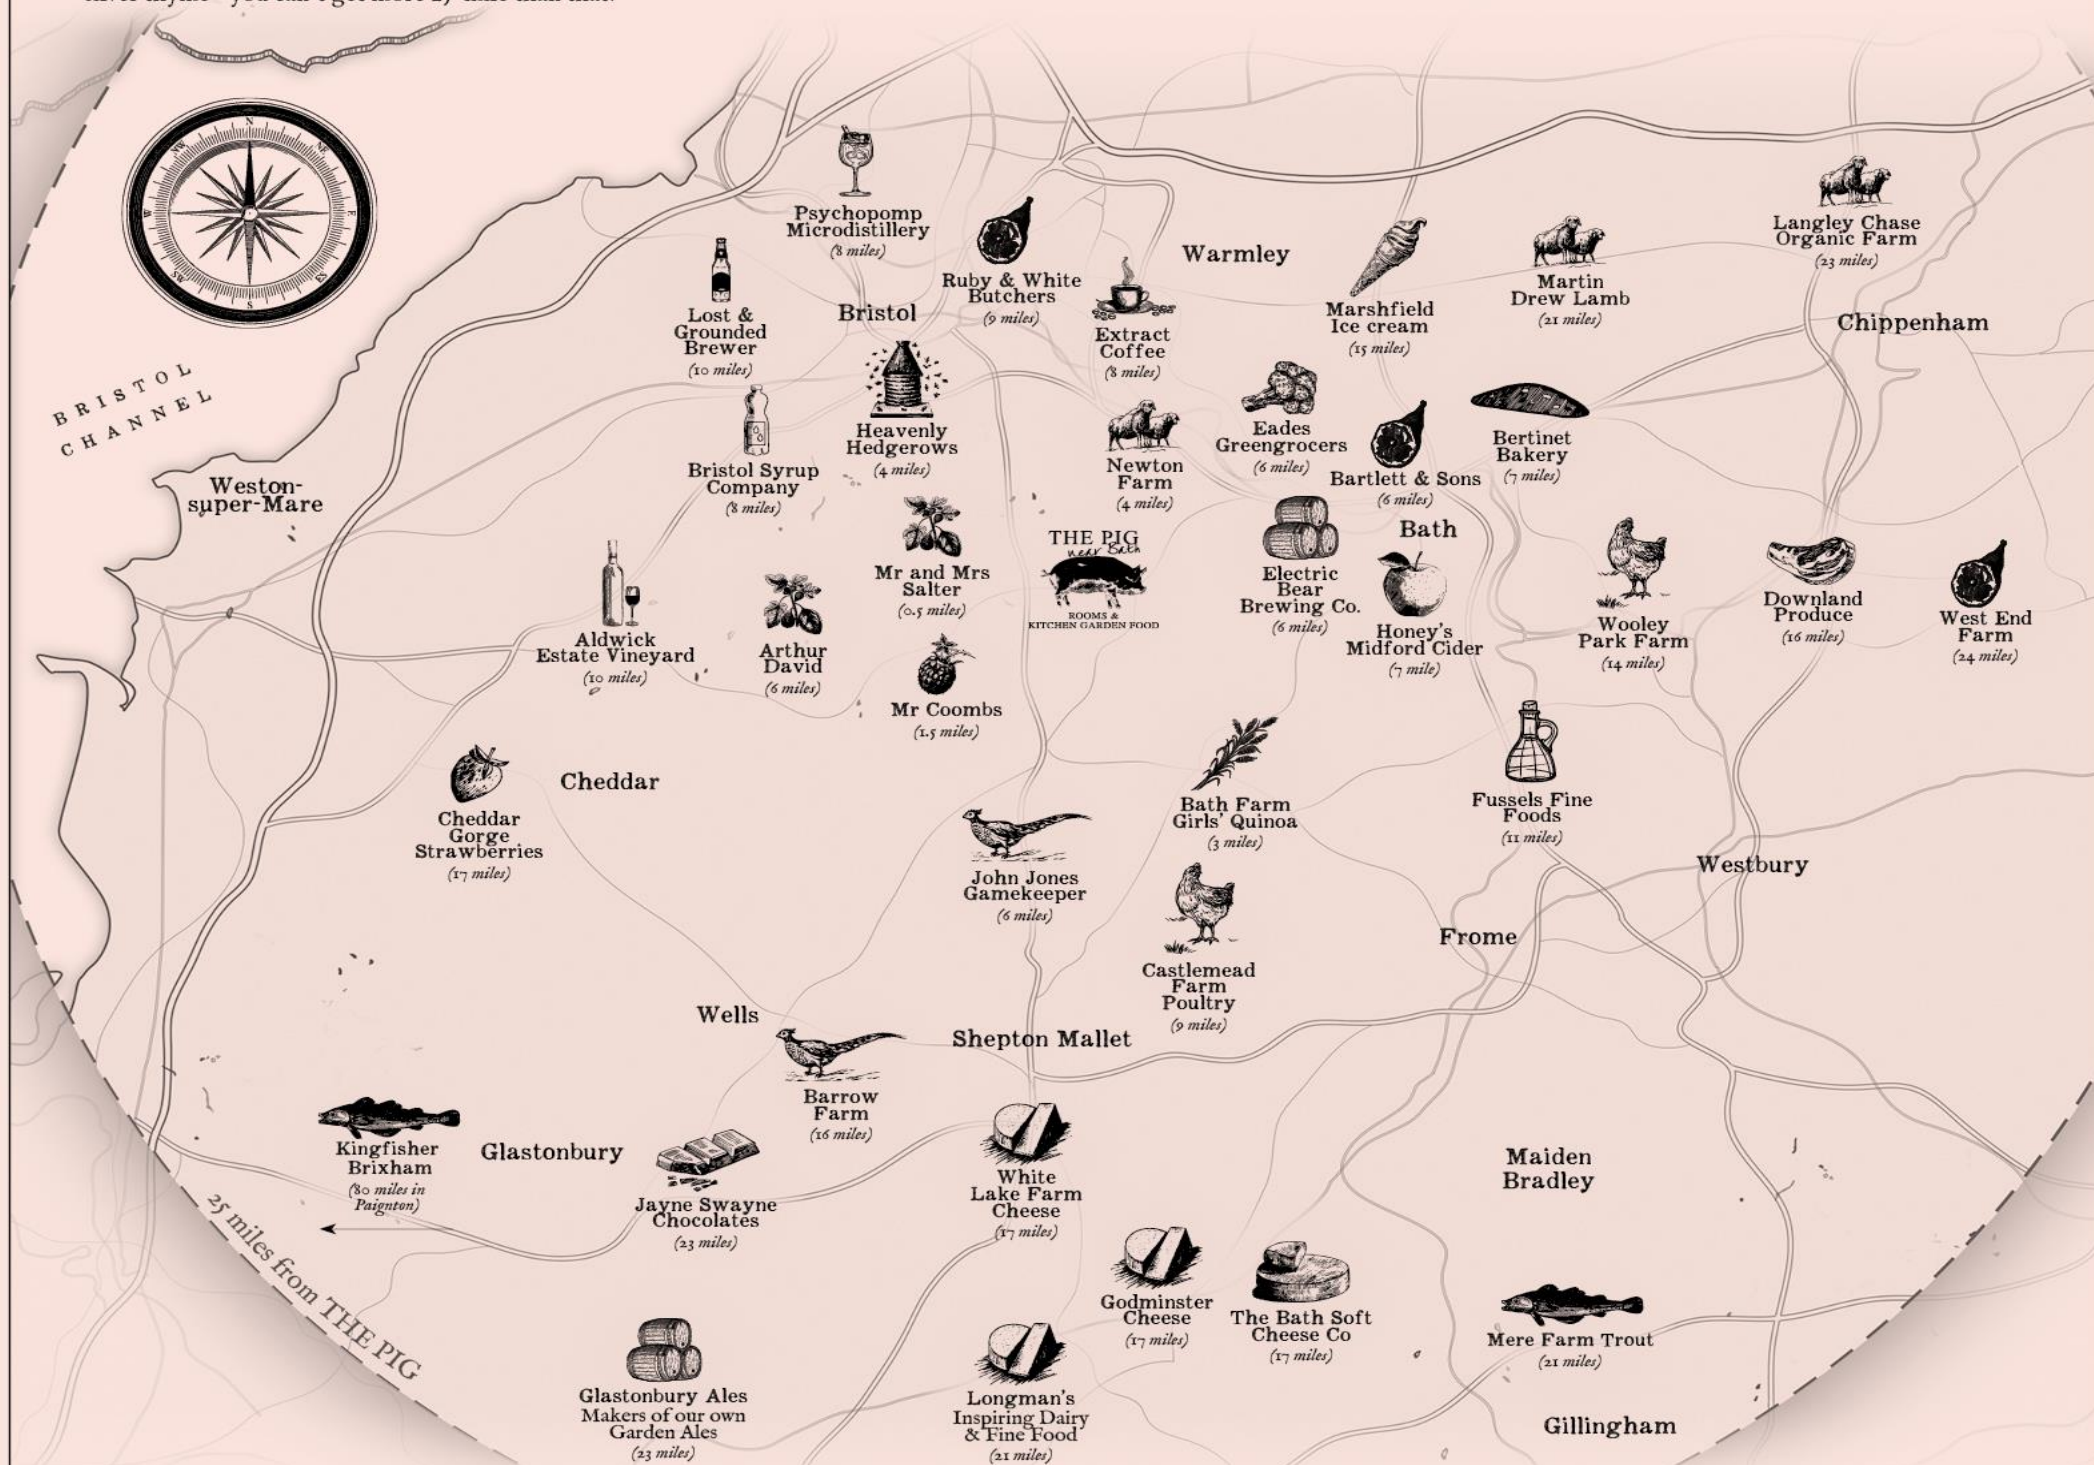 N
NE
E
ES
S
SW
W
NW
BRISTOL
CHANNEL
Psychopomp
Microdistillery
(8 miles)
Ruby & White
Butchers
(9 miles)
Warmley
Lost &
Grounded
Brewer
(10 miles)
Bristol
Extract
Coffee
(8 miles)
Marshfield
Ice cream
(15 miles)
Martin
Drew Lamb
(21 miles)
Langley Chase
Organic Farm
(23 miles)
Chippenham
Heavenly
Hedgerows
(4 miles)
Bristol Syrup
Company
(8 miles)
Newton
Farm
(4 miles)
Eades
Greengrocers
(6 miles)
Bartlett & Sons
(6 miles)
Bertinet
Bakery
(7 miles)
Weston-
super-Mare
Bath
Mr and Mrs
Salter
(0.5 miles)
THE PIG
near Bath
ROOMS &
KITCHEN GARDEN FOOD
Electric
Bear
Brewing Co.
(6 miles)
Honey's
Midford Cider
(7 mile)
Wooley
Park Farm
(14 miles)
Downland
Produce
(16 miles)
West End
Farm
(24 miles)
Aldwick
Estate Vineyard
(10 miles)
Arthur
David
(6 miles)
Mr Coombs
(1.5 miles)
Cheddar
Cheddar
Gorge
Strawberries
(17 miles)
Bath Farm
Girls' Quinoa
(3 miles)
Fussels Fine
Foods
(11 miles)
Westbury
John Jones
Gamekeeper
(6 miles)
Castlemead
Farm
Poultry
(9 miles)
Frome
Wells
Shepton Mallet
Barrow
Farm
(16 miles)
Kingfisher
Brixham
(80 miles in
Paignton)
Glastonbury
Jayne Swayne
Chocolates
(23 miles)
White
Lake Farm
Cheese
(17 miles)
Maiden
Bradley
25 miles from THE PIG
Godminster
Cheese
(17 miles)
The Bath Soft
Cheese Co
(17 miles)
Mere Farm Trout
(21 miles)
Glastonbury Ales
Makers of our own
Garden Ales
(23 miles)
Longman's
Inspiring Dairy
& Fine Food
(21 miles)
Gillingham